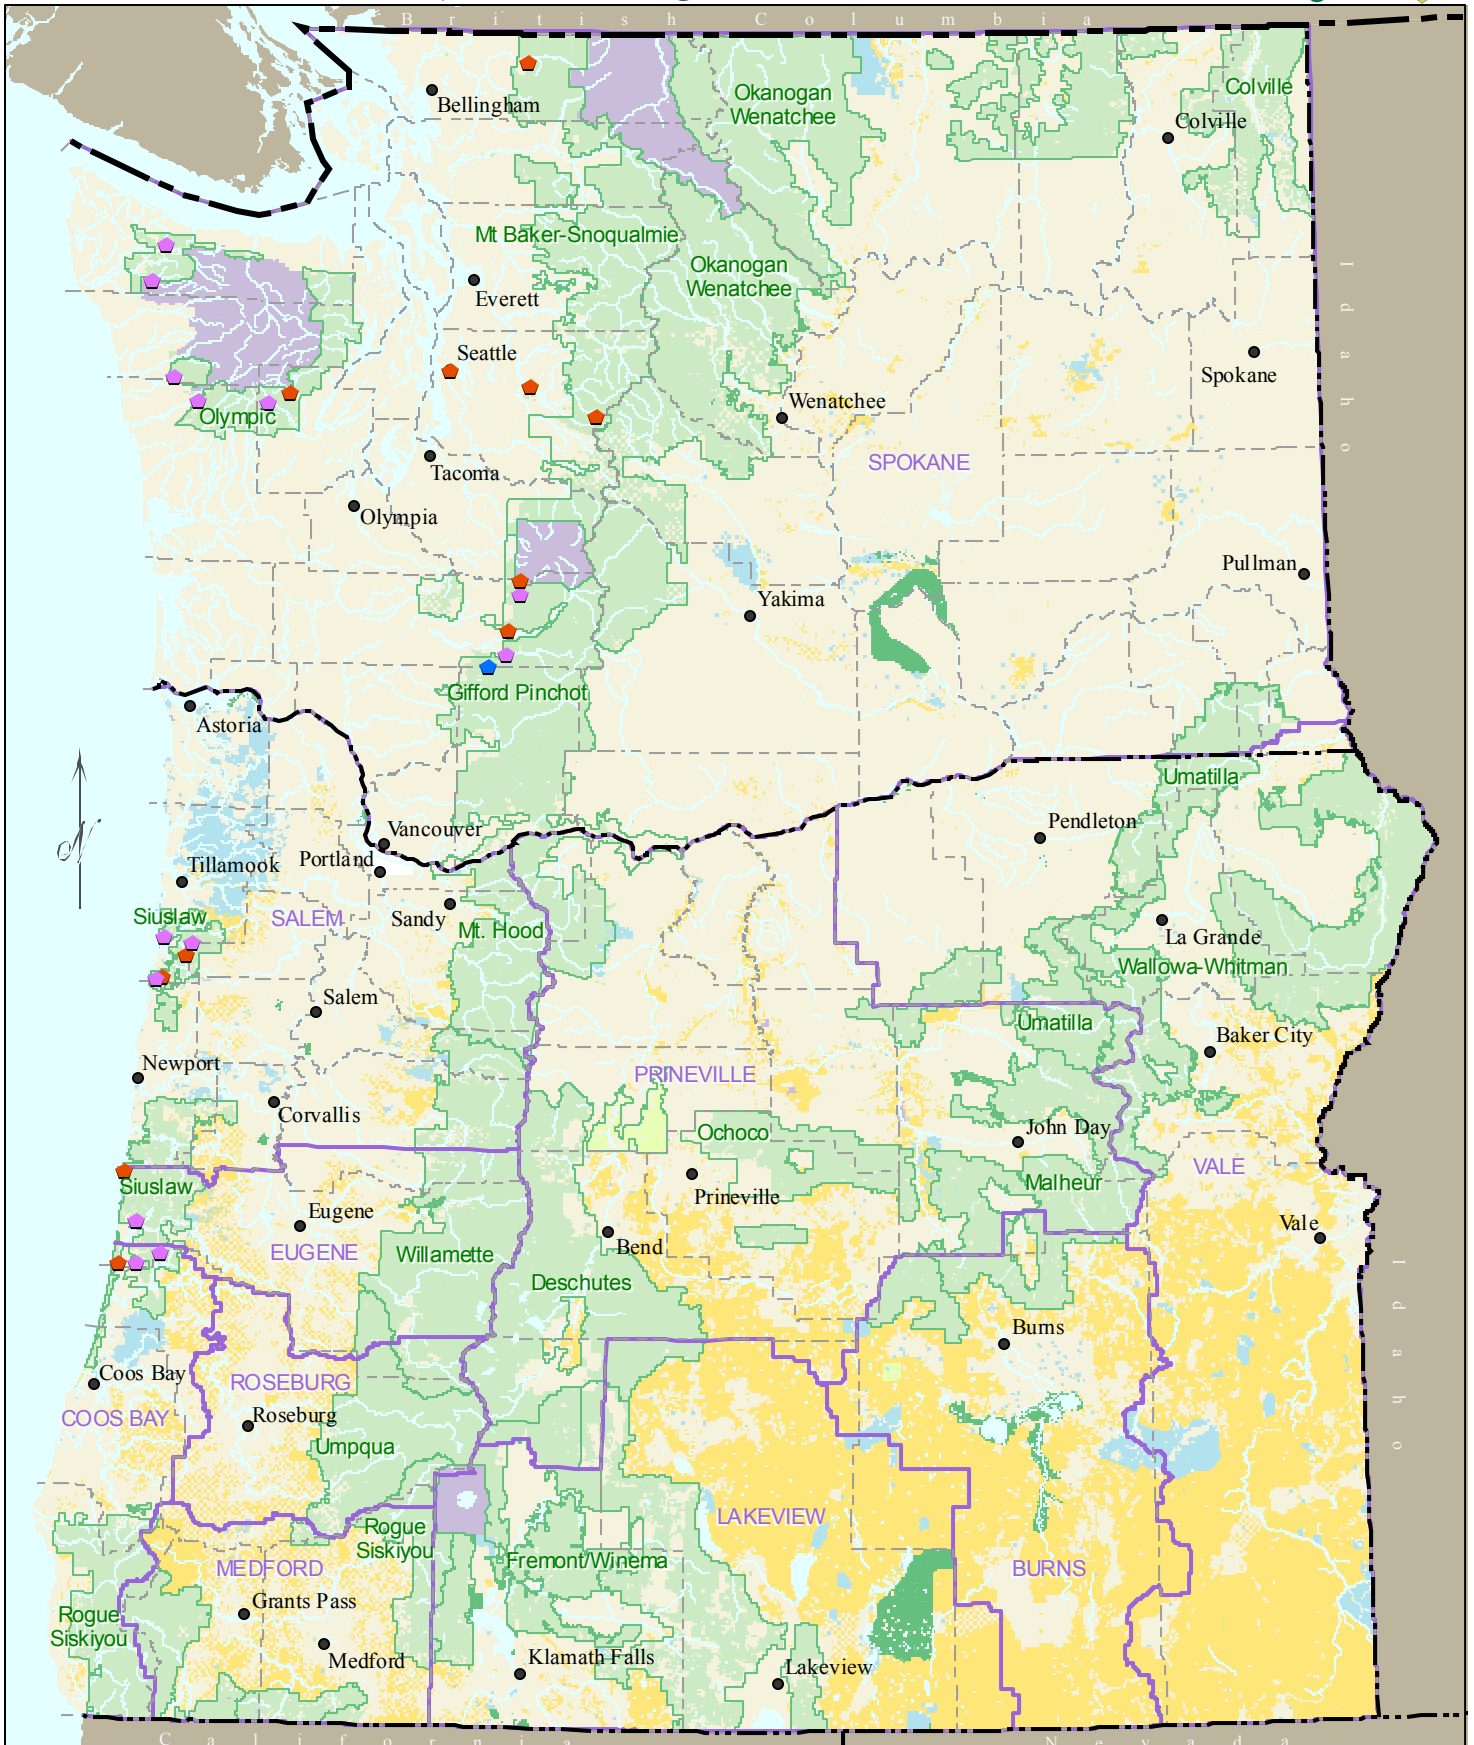 British Columbia
Bellingham
Okanogan
Wenatchee
Colville
Colville
Mt Baker-Snoqualmie
Okanogan
Wenatchee
Everett
Idaho
Seattle
Spokane
Wenatchee
Olympic
SPOKANE
Tacoma
Olympia
Pullman
Yakima
Gifford Pinchot
Astoria
Umatilla
Vancouver
Pendleton
Portland
Tillamook
Siuslaw
SALEM
Sandy
Mt. Hood
La Grande
Wallowa-Whitman
Salem
Umatilla
Baker City
Newport
PRINEVILLE
Corvallis
Ochoco
John Day
VALE
Siuslaw
Malheur
Prineville
Eugene
Vale
EUGENE
Willamette
Bend
Deschutes
Idaho
Burns
Coos Bay
ROSEBURG
COOS BAY
Roseburg
Umpqua
LAKEVIEW
Rogue
Siskiyou
MEDFORD
Fremont/Winema
BURNS
Grants Pass
Rogue
Siskiyou
Medford
Klamath Falls
Lakeview
California
Nevada